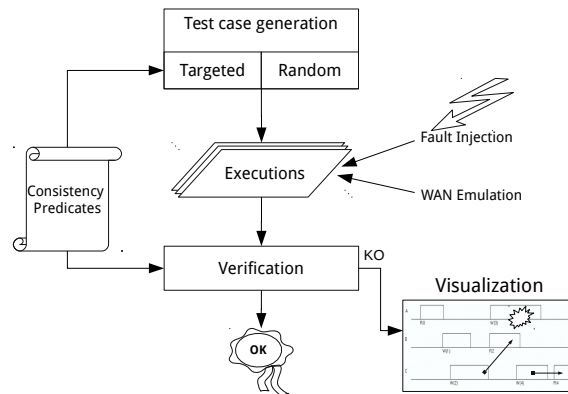 Test case generation
Targeted
Random
Fault Injection
Executions
Consistency
Predicates
WAN Emulation
Verification
KO
OK
Visualization
A
B
C